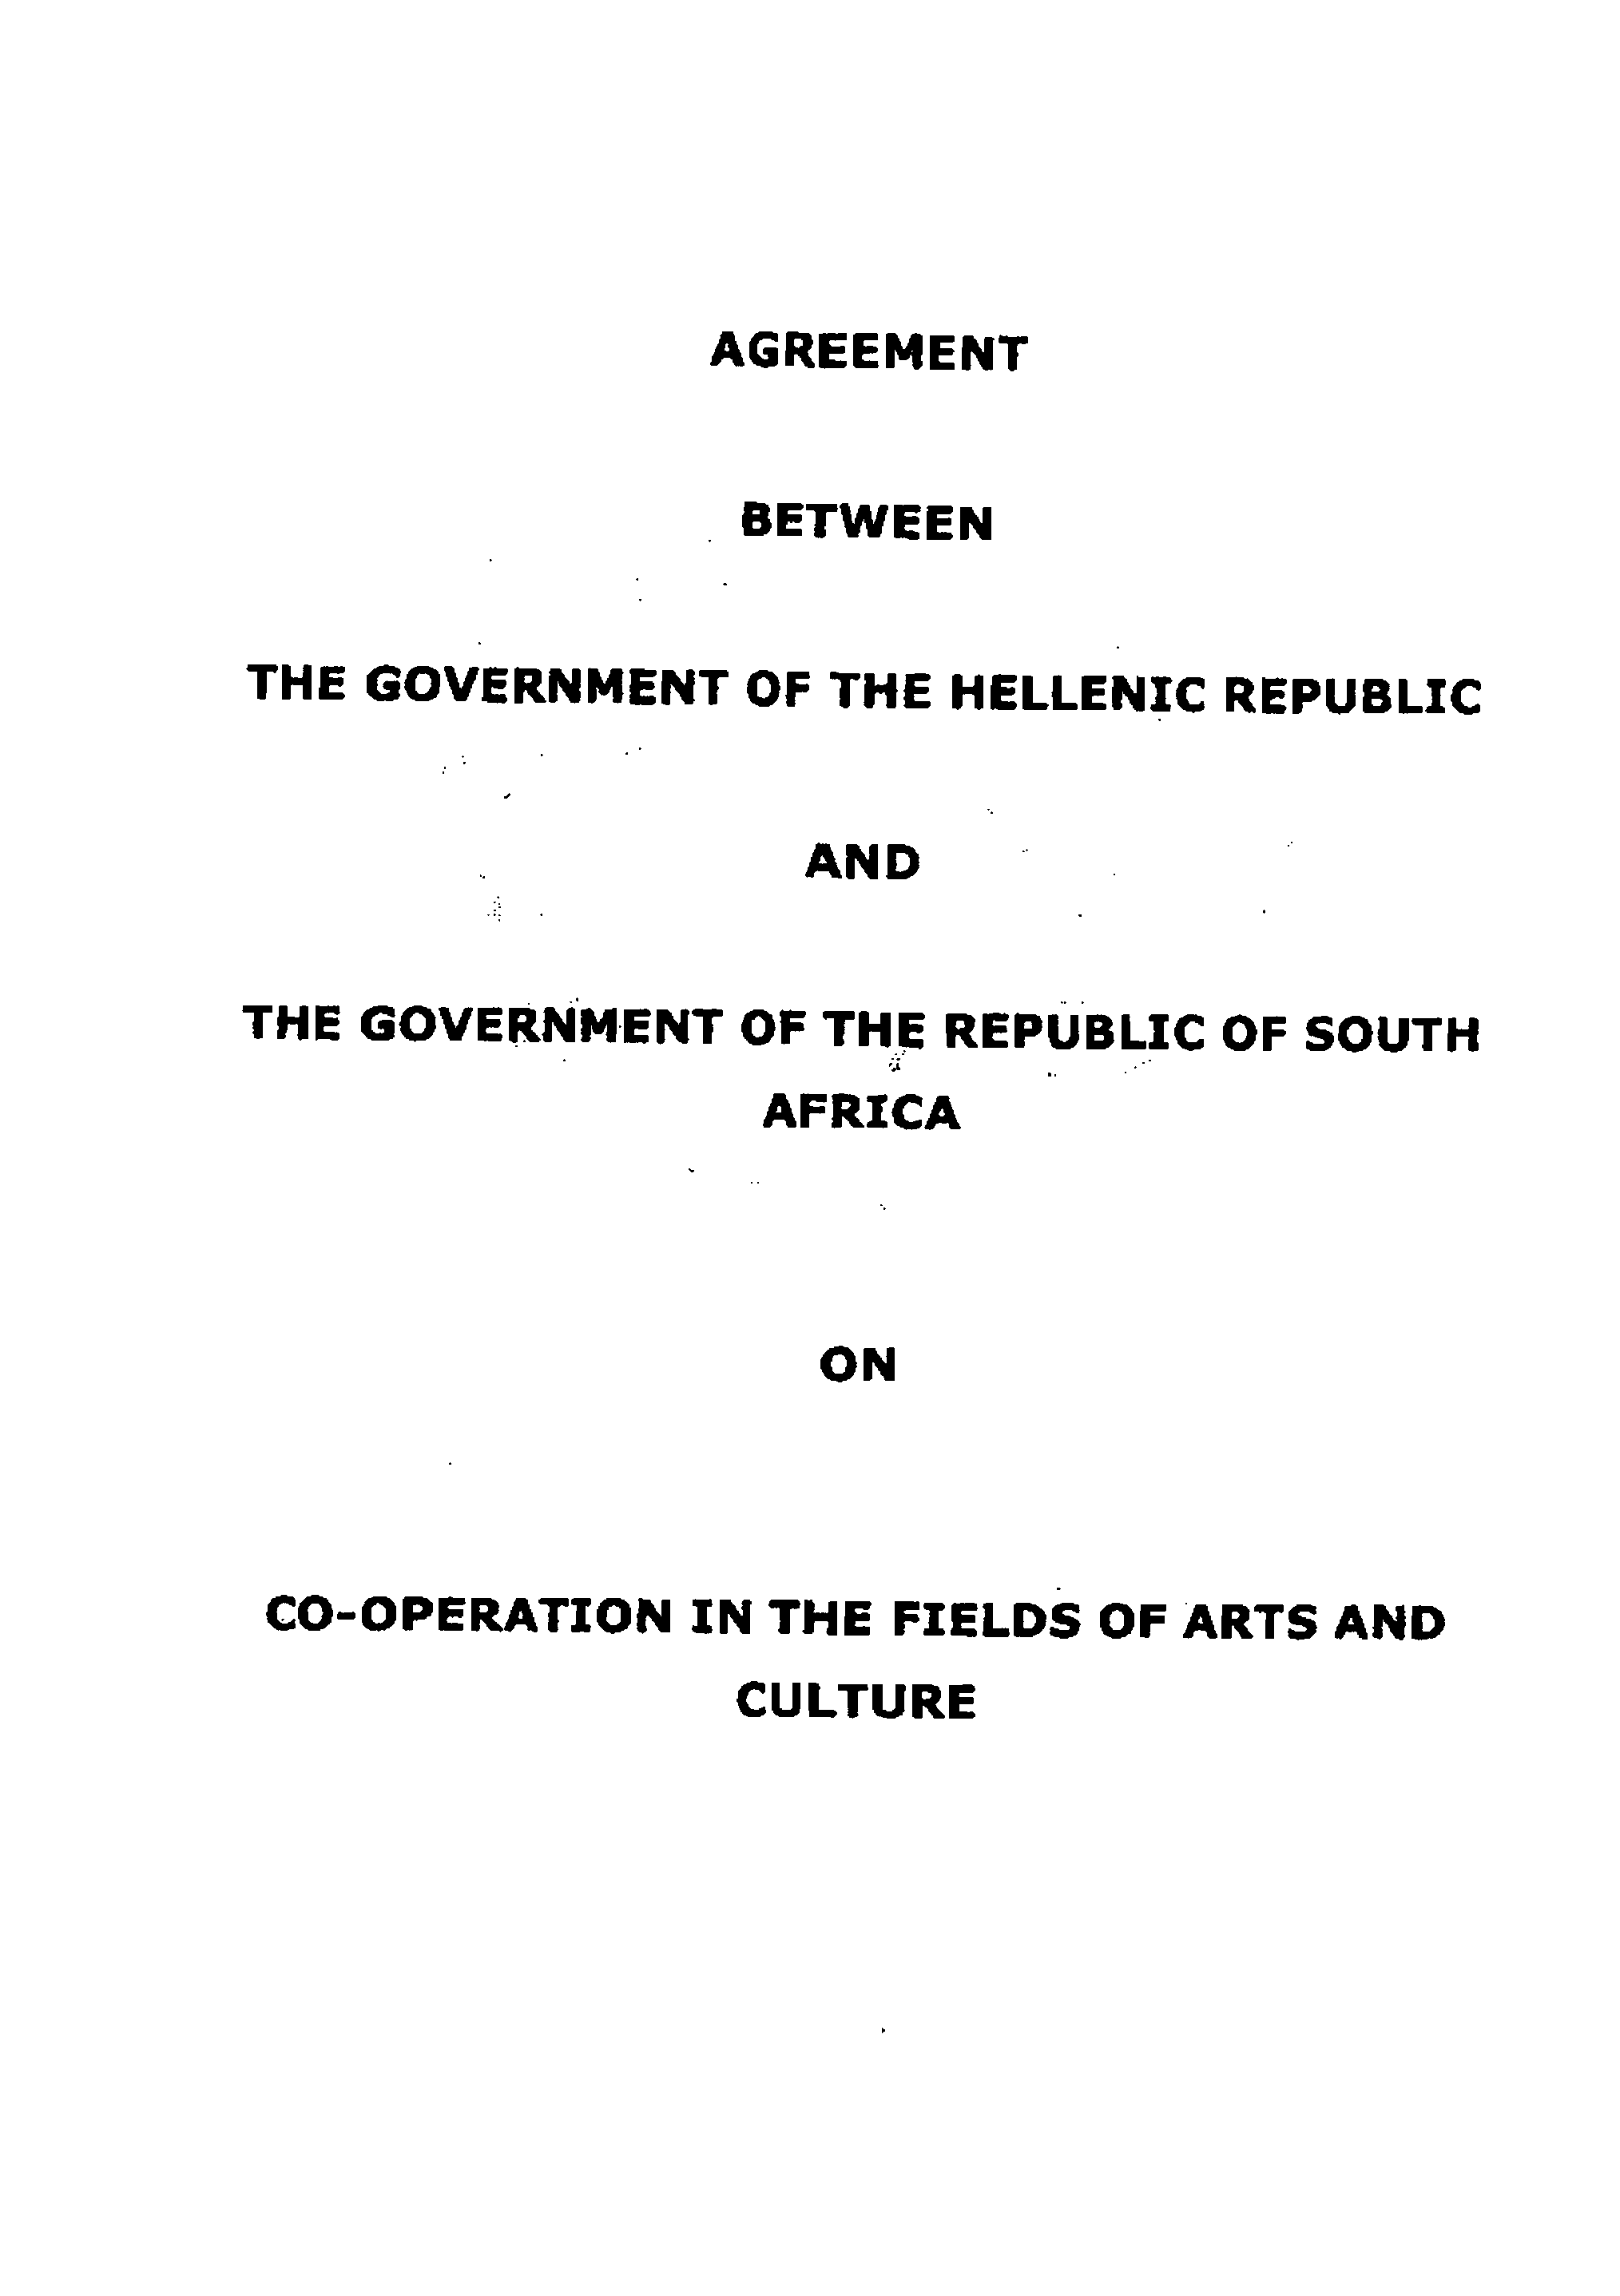 AGREEMENT
BETWEEN
THE GOVERNMENT OF THE HELLENIC REPUBLIC
AND
THE GOVERNMENT OF THE REPUBLIC OF SOUTH
AFRICA
ON
CO-OPERATION IN THE FIELDS OF ARTS AND
CULTURE